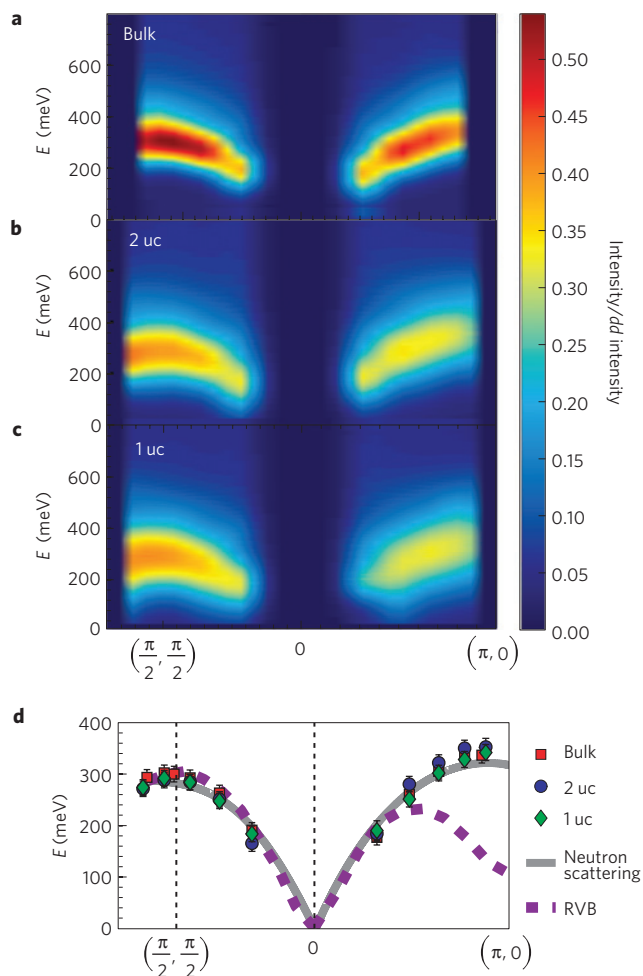 a
Bulk
E (meV)
800
600
400
200
0
b
2 uc
E (meV)
600
400
200
0
c
1 uc
E (meV)
600
400
200
0
(π/2, π/2)
0
(π, 0)
0.50
0.45
0.40
0.35
0.30
0.25
0.20
0.15
0.10
0.05
0.00
Intensity/dd intensity
d
E (meV)
400
300
200
100
0
(π/2, π/2)
0
(π, 0)
Bulk
2 uc
1 uc
Neutron
scattering
RVB